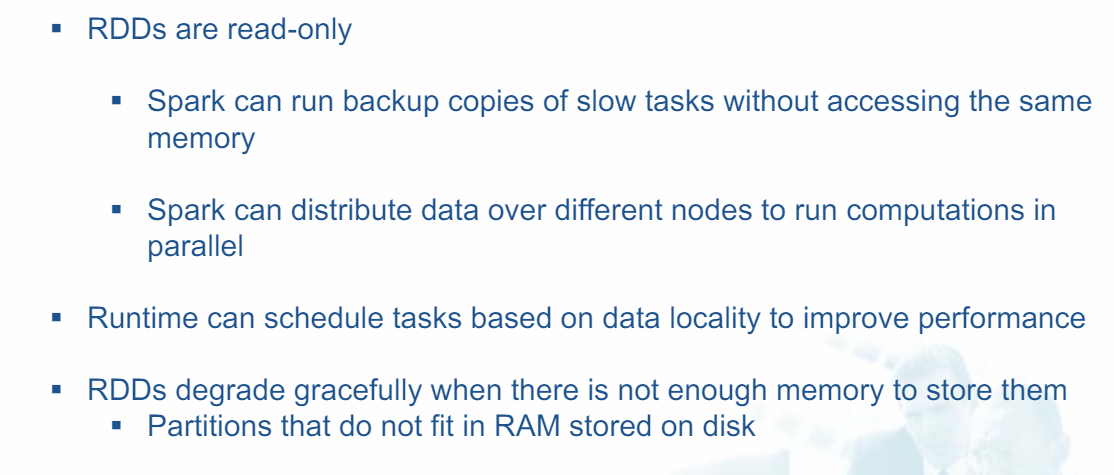 ▪ RDDs are read-only
▪ Spark can run backup copies of slow tasks without accessing the same
memory
▪ Spark can distribute data over different nodes to run computations in
parallel
▪ Runtime can schedule tasks based on data locality to improve performance
▪ RDDs degrade gracefully when there is not enough memory to store them
▪ Partitions that do not fit in RAM stored on disk